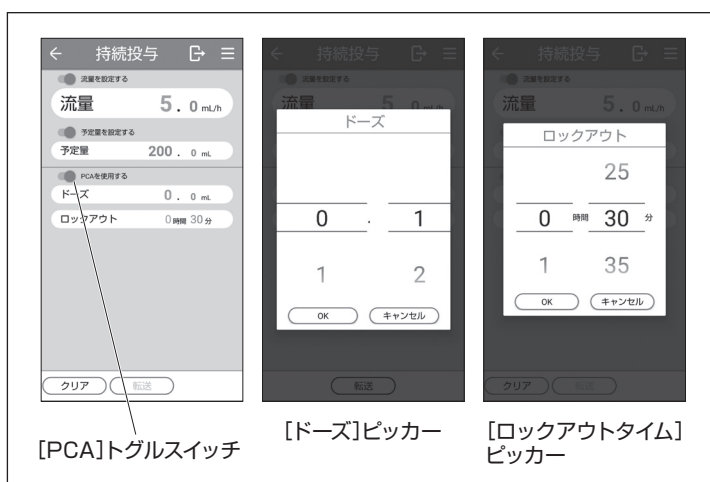 持続投与
流量を設定する
流量 5. 0 mL/h
予定量を設定する
予定量 200. 0 mL
PCAを使用する
ドーズ 0. 0 mL
ロックアウト 0 時間 30 分
クリア 転送
[PCA]トグルスイッチ
持続投与
流量を設定する
流量 5. 0 mL/h
ドーズ
0 . 1
1 2
OK キャンセル
転送
[ドーズ]ピッカー
持続投与
流量を設定する
流量 5. 0 mL/h
ロックアウト
25
0 時間 30 分
1 35
OK キャンセル
クリア 転送
[ロックアウトタイム]
ピッカー